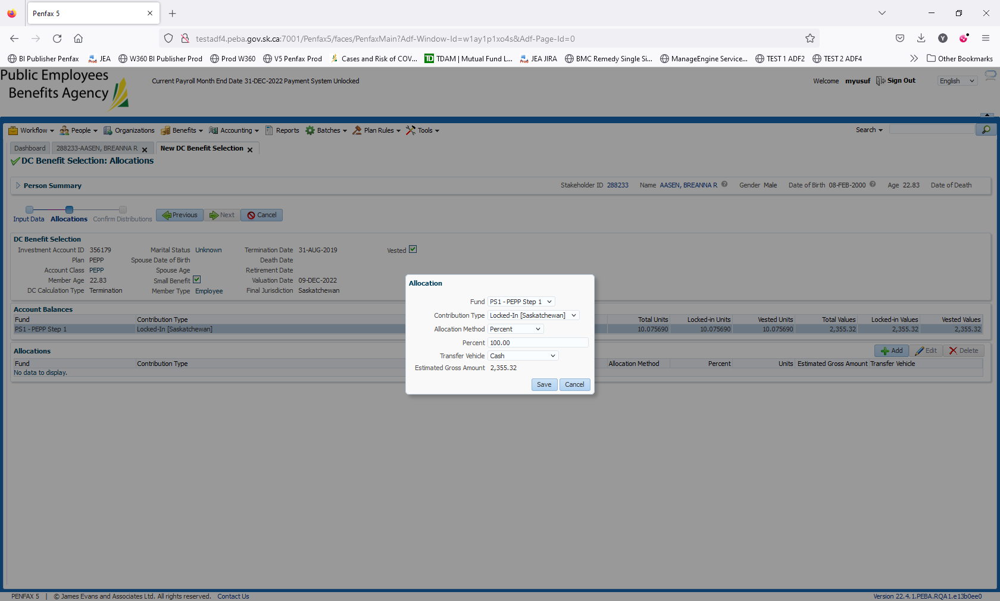 Penfax 5
testadf4.peba.gov.sk.ca:7001/Penfax5/faces/PenfaxMain?Adf-Window-Id=w1ay1p1xo4s&Adf-Page-Id=0
BI Publisher Penfax JEA W360 BI Publisher Prod Prod W360 V5 Penfax Prod Cases and Risk of COV... TDAM | Mutual Fund L... JEA JIRA BMC Remedy Single Si... ManageEngine Service... TEST 1 ADF2 TEST 2 ADF4 Other Bookmarks
Public Employees
Benefits Agency
Current Payroll Month End Date 31-DEC-2022 Payment System Unlocked
Welcome myusuf Sign Out English
Workflow People Organizations Benefits Accounting Reports Batches Plan Rules Tools Search
Dashboard 288233-AASEN, BREANNA R New DC Benefit Selection
DC Benefit Selection: Allocations
Person Summary Stakeholder ID 288233 Name AASEN, BREANNA R Gender Male Date of Birth 08-FEB-2000 Age 22.83 Date of Death
Input Data Allocations Confirm Distributions Previous Next Cancel
DC Benefit Selection
Investment Account ID 356179 Marital Status Unknown Termination Date 31-AUG-2019 Vested
Plan PEPP Spouse Date of Birth Death Date
Account Class PEPP Spouse Age Retirement Date
Member Age 22.83 Small Benefit Valuation Date 09-DEC-2022
DC Calculation Type Termination Member Type Employee Final Jurisdiction Saskatchewan
Account Balances
Fund Contribution Type Total Units Locked-in Units Vested Units Total Values Locked-in Values Vested Values
PS1 - PEPP Step 1 Locked-In [Saskatchewan] 10.075690 10.075690 10.075690 2,355.32 2,355.32 2,355.32
Allocations Add Edit Delete
Fund Contribution Type Allocation Method Percent Units Estimated Gross Amount Transfer Vehicle
No data to display.
Allocation
Fund PS1 - PEPP Step 1
Contribution Type Locked-In [Saskatchewan]
Allocation Method Percent
Percent 100.00
Transfer Vehicle Cash
Estimated Gross Amount 2,355.32
Save Cancel
PENFAX 5 | © James Evans and Associates Ltd. All rights reserved. Contact Us Version 22.4.1.PEBA.RQA1.e13b0ee0